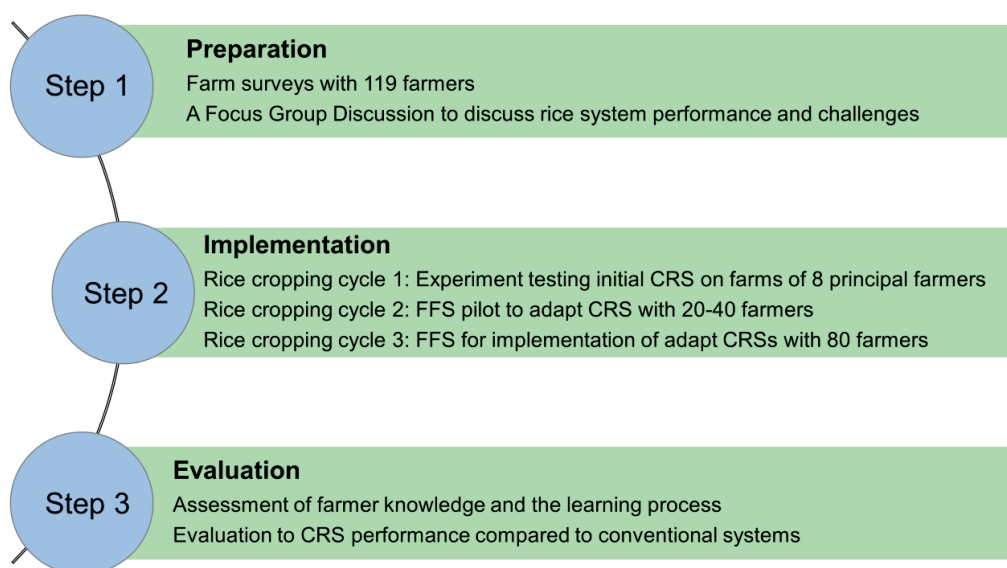 Step 1
Preparation
Farm surveys with 119 farmers
A Focus Group Discussion to discuss rice system performance and challenges
Step 2
Implementation
Rice cropping cycle 1: Experiment testing initial CRS on farms of 8 principal farmers
Rice cropping cycle 2: FFS pilot to adapt CRS with 20-40 farmers
Rice cropping cycle 3: FFS for implementation of adapt CRSs with 80 farmers
Step 3
Evaluation
Assessment of farmer knowledge and the learning process
Evaluation to CRS performance compared to conventional systems